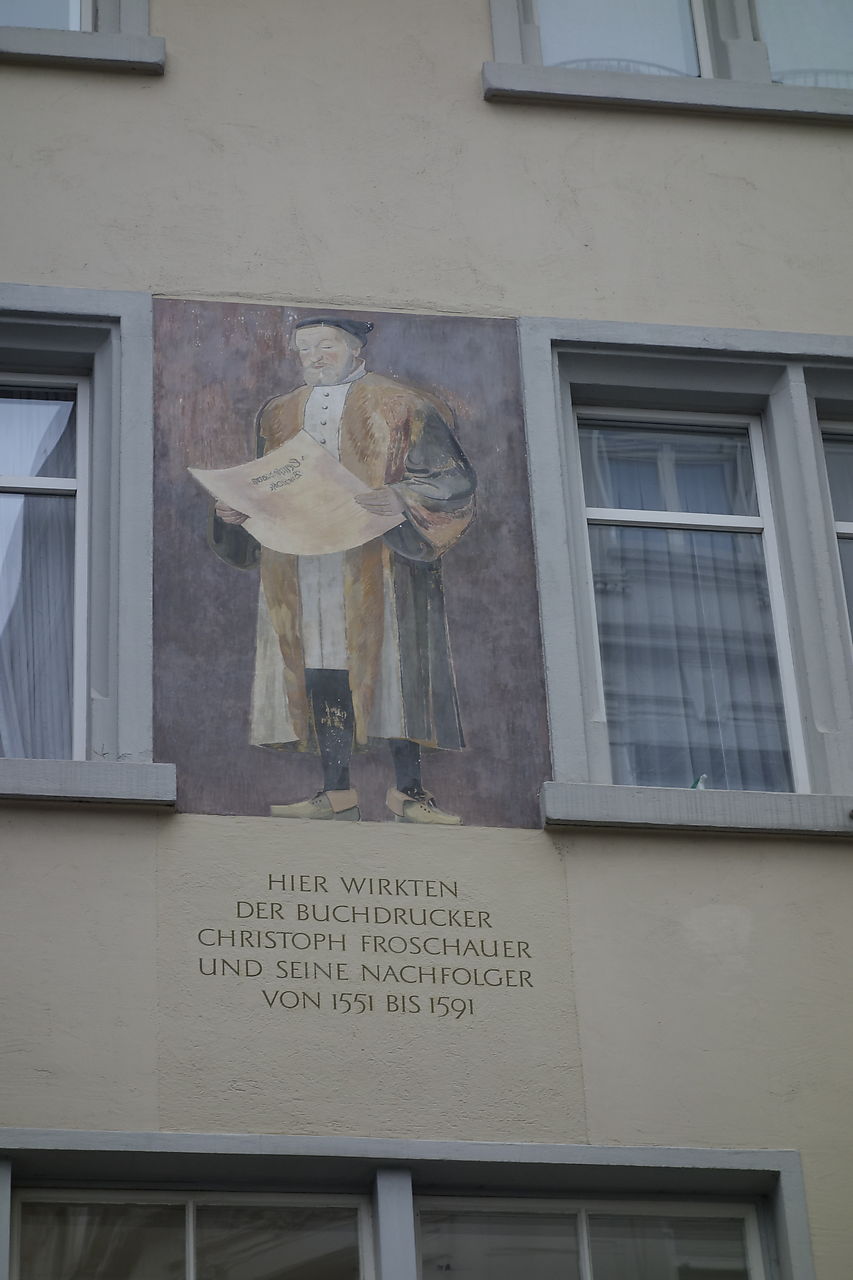 HIER WIRKTEN
DER BUCHDRUCKER
CHRISTOPH FROSCHAUER
UND SEINE NACHFOLGER
VON 1551 BIS 1591